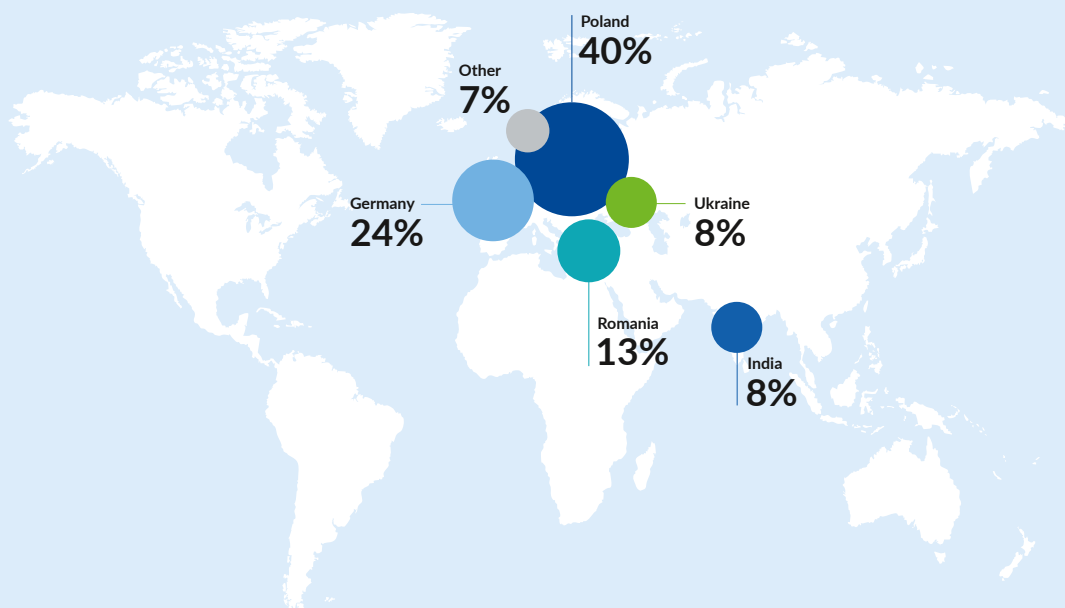 Poland
40%
Other
7%
Germany
24%
Ukraine
8%
Romania
13%
India
8%